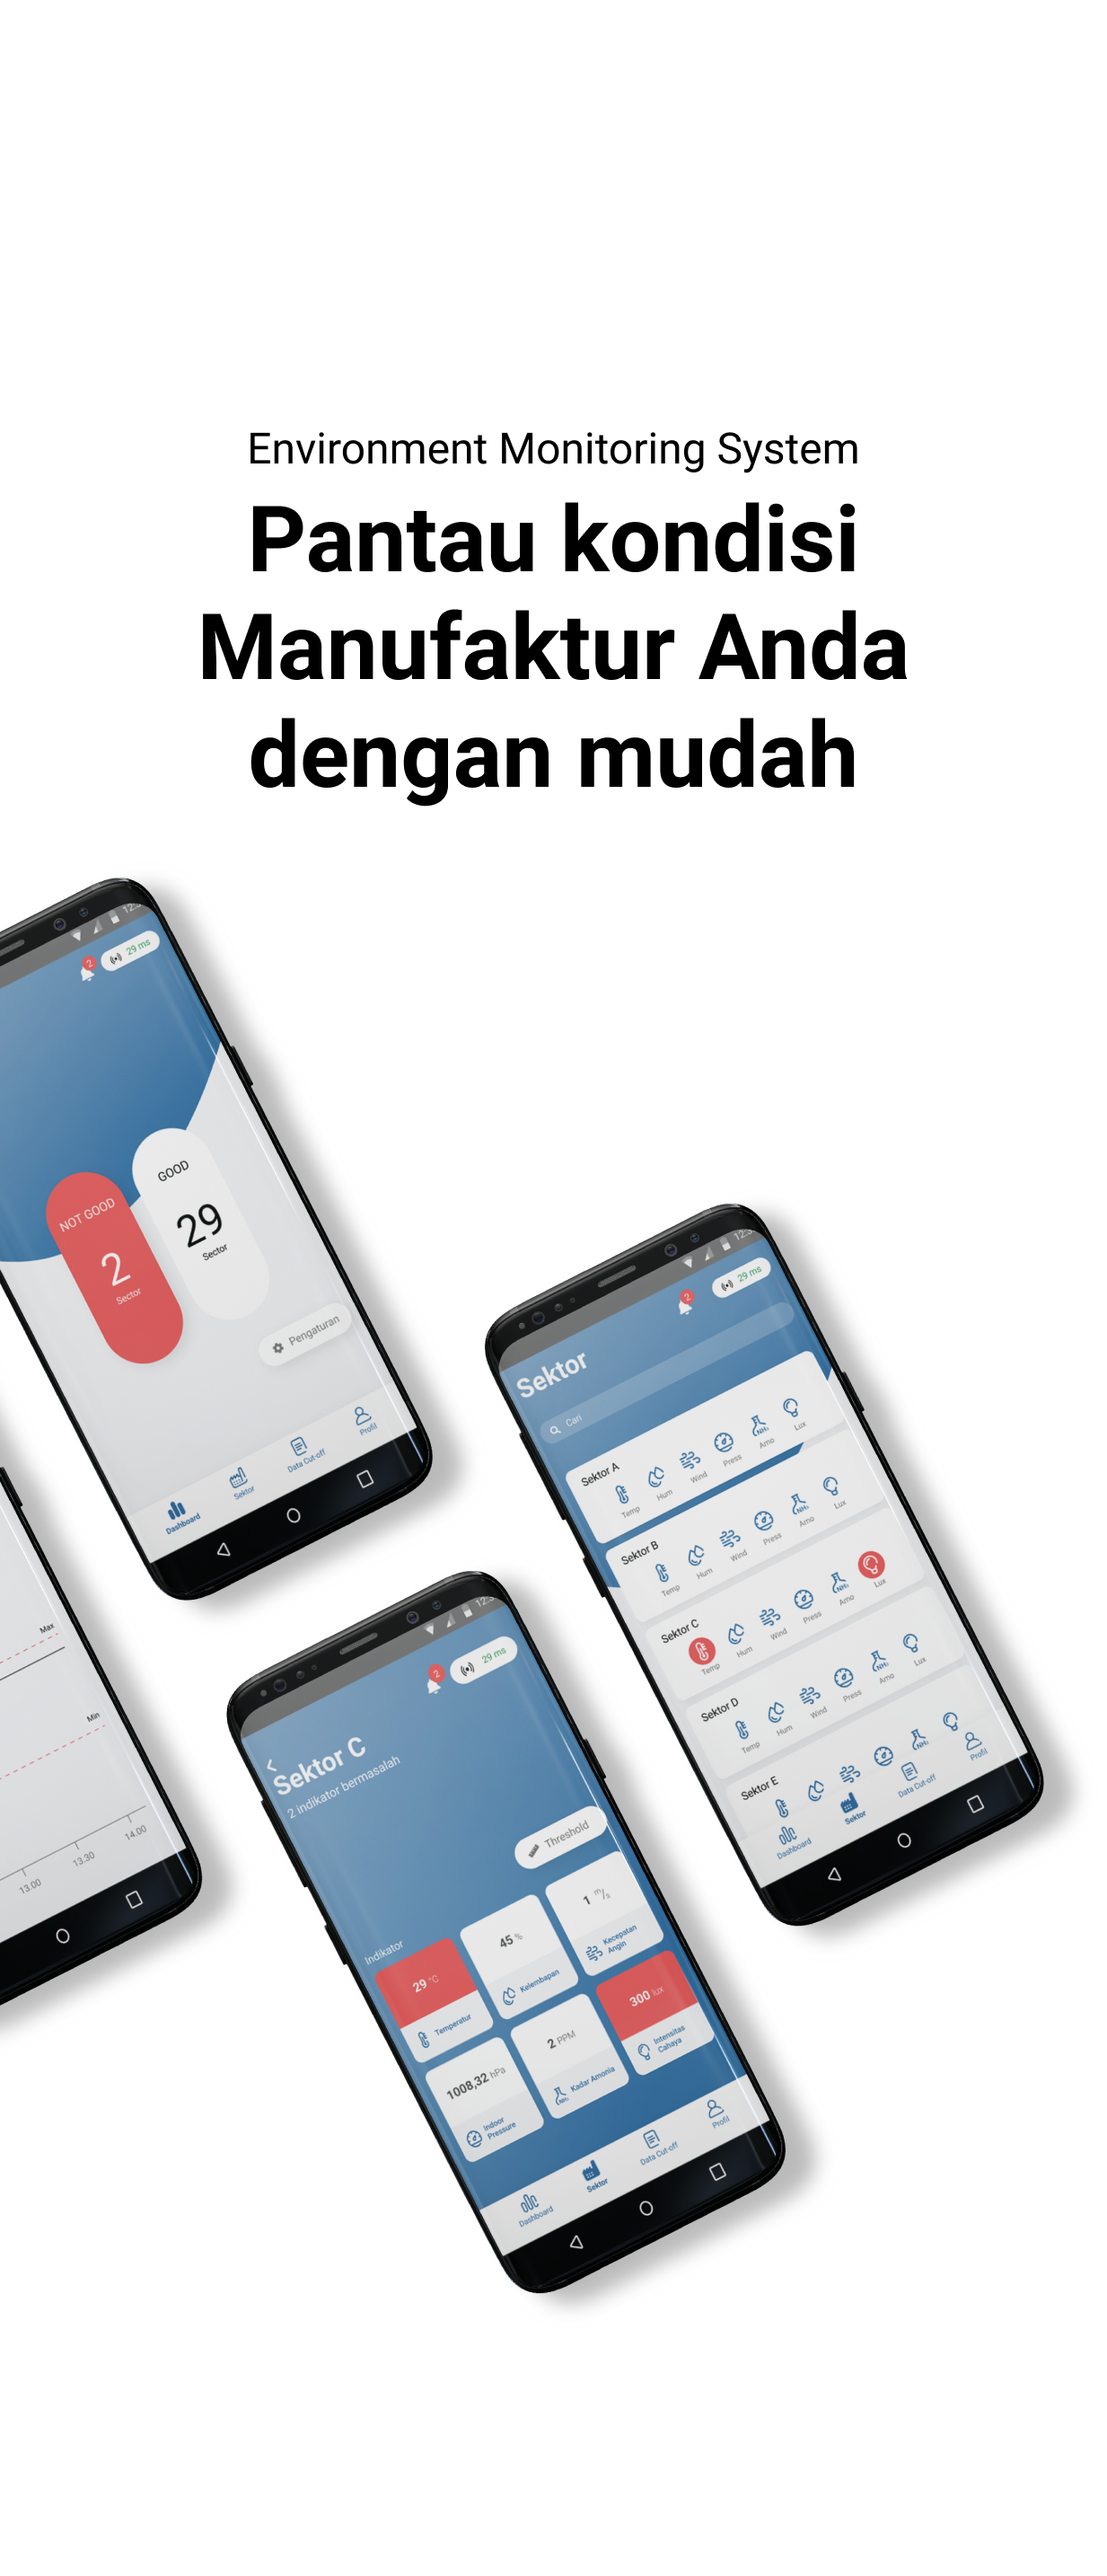 Environment Monitoring System
Pantau kondisi
Manufaktur Anda
dengan mudah
29 ms
2
NOT GOOD
2
Sector
GOOD
29
Sector
Pengaturan
Dashboard
Sektor
Data Cut-off
Profil
Max
Min
13.00
13.30
14.00
29 ms
2
Sektor
Cari
Sektor A
Temp Hum Wind Press Amo Lux
Sektor B
Temp Hum Wind Press Amo Lux
Sektor C
Temp Hum Wind Press Amo Lux
Sektor D
Temp Hum Wind Press Amo Lux
Sektor E
NH₃
Dashboard
Sektor
Data Cut-off
Profil
29 ms
2
Sektor C
2 indikator bermasalah
Threshold
Indikator
29 °C
Temperatur
45 %
Kelembapan
1 m/s
Kecepatan
Angin
1008,32 hPa
Indoor
Pressure
2 PPM
Kadar Amonia
300 lux
Intensitas
Cahaya
Dashboard
Sektor
Data Cut-off
Profil